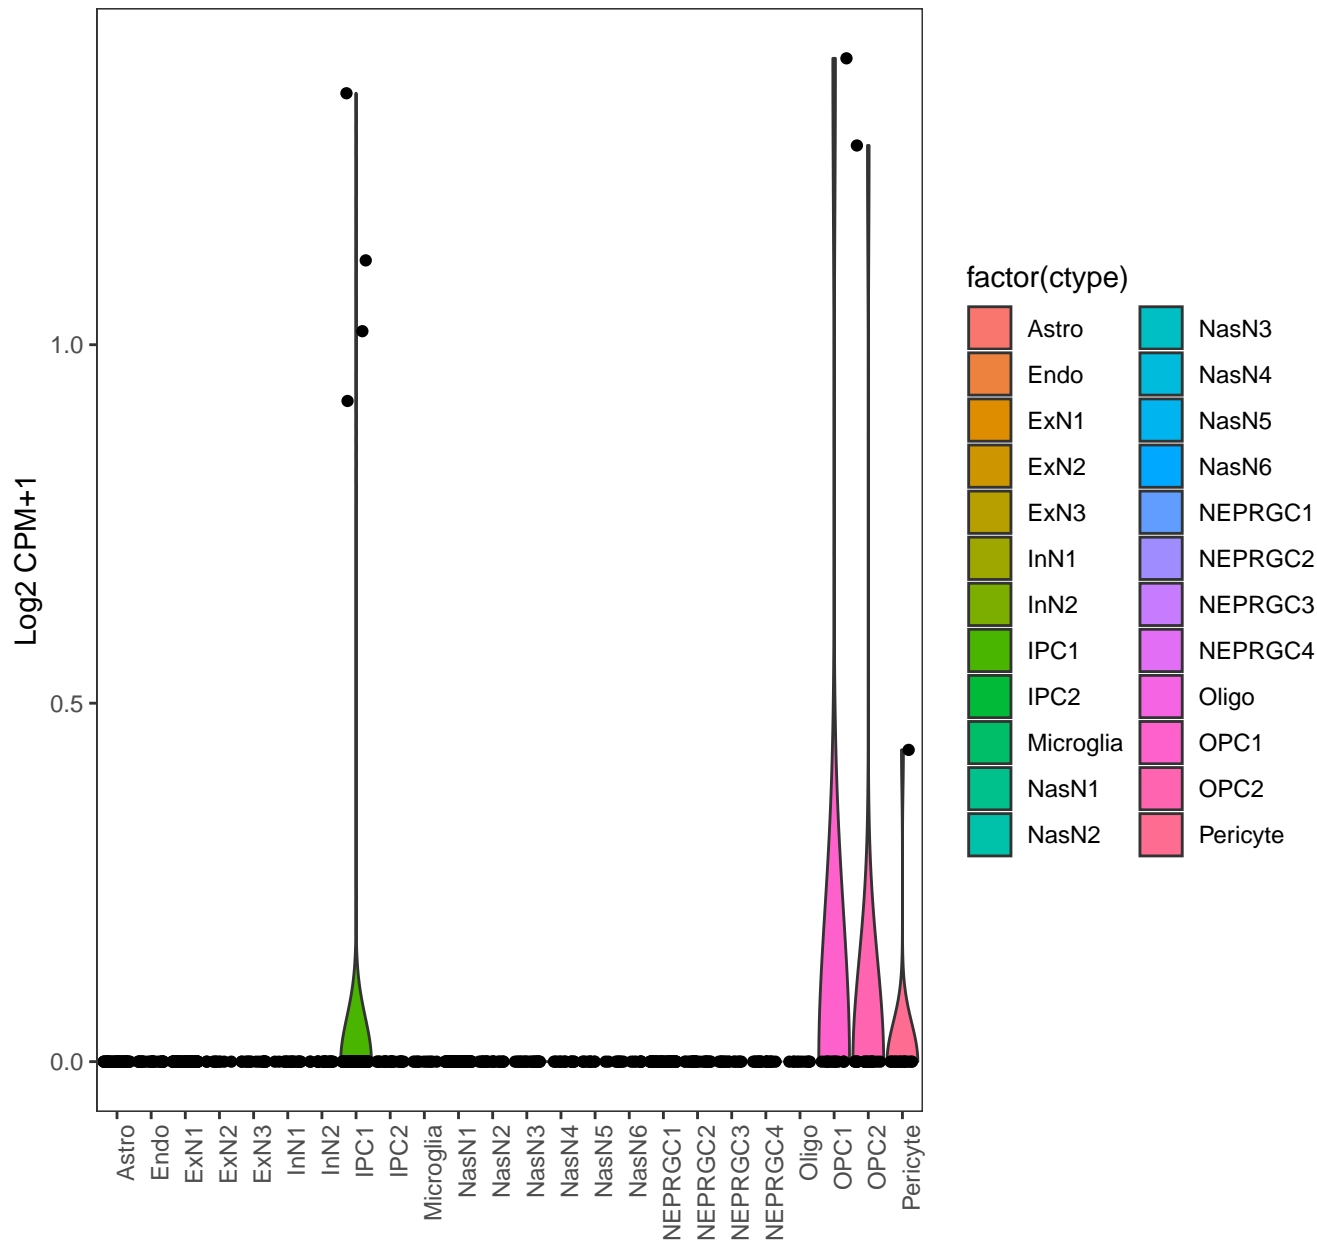 Log2 CPM+1
1.0
0.5
0.0
Astro
Endo
ExN1
ExN2
ExN3
InN1
InN2
IPC1
IPC2
Microglia
NasN1
NasN2
NasN3
NasN4
NasN5
NasN6
NEPRGC1
NEPRGC2
NEPRGC3
NEPRGC4
Oligo
OPC1
OPC2
Pericyte
factor(ctype)
Astro
Endo
ExN1
ExN2
ExN3
InN1
InN2
IPC1
IPC2
Microglia
NasN1
NasN2
NasN3
NasN4
NasN5
NasN6
NEPRGC1
NEPRGC2
NEPRGC3
NEPRGC4
Oligo
OPC1
OPC2
Pericyte